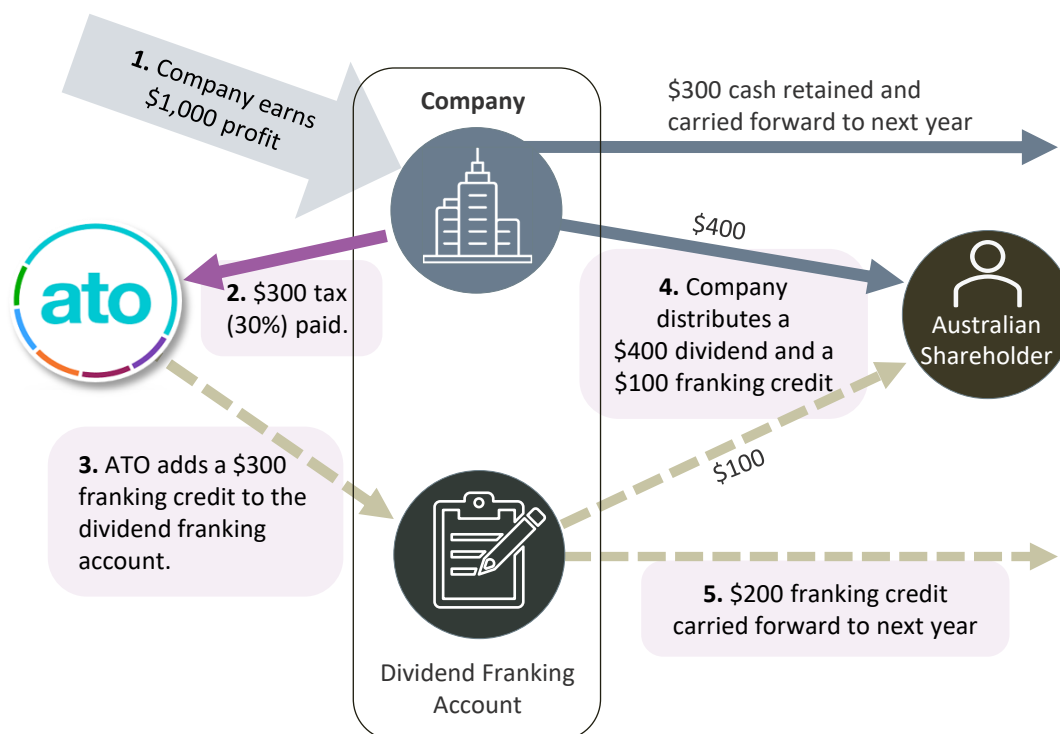 1. Company earns
$1,000 profit
Company
$300 cash retained and
carried forward to next year
$400
ato
2. $300 tax
(30%) paid.
4. Company
distributes a
$400 dividend and a
$100 franking credit
Australian
Shareholder
3. ATO adds a $300
franking credit to the
dividend franking
account.
$100
5. $200 franking credit
carried forward to next year
Dividend Franking
Account